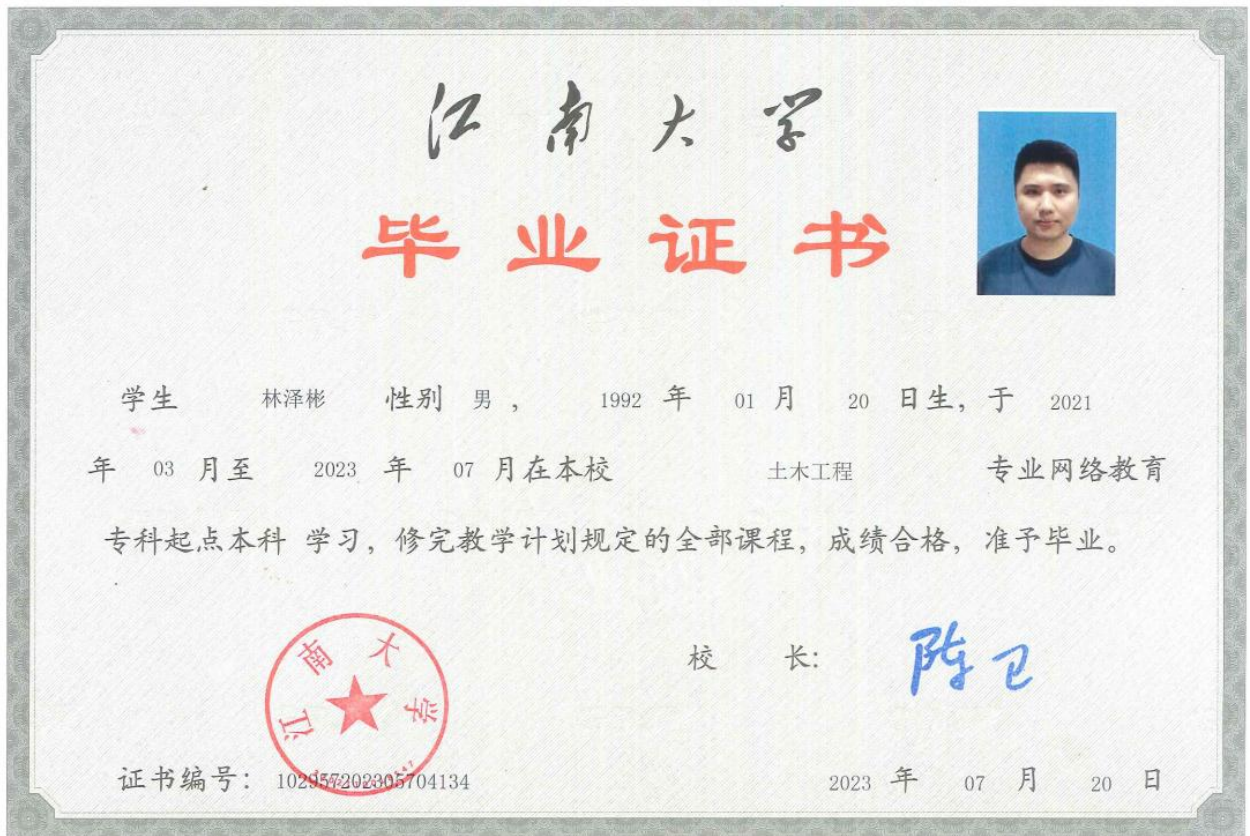 江南大学
毕业证书
学生 林泽彬 性别 男 ， 1992 年 01 月 20 日生，于 2021
年 03 月至 2023 年 07 月在本校 土木工程 专业网络教育
专科起点本科 学习，修完教学计划规定的全部课程，成绩合格，准予毕业。
江南大学
校 长：陈卫
证书编号：102957202305704134
2023 年 07 月 20 日